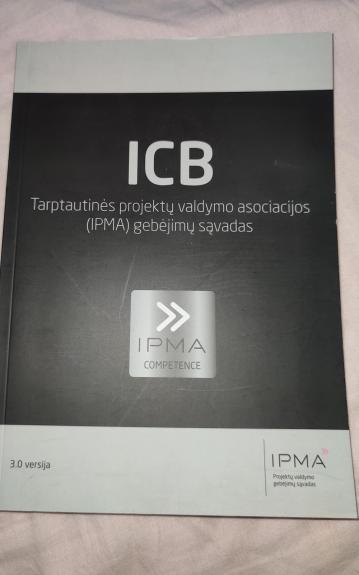 ICB
Tarptautinės projektų valdymo asociacijos
(IPMA) gebėjimų sąvadas
IPMA
COMPETENCE
3.0 versija
IPMA
Projektų valdymo
gebėjimų sąvadas